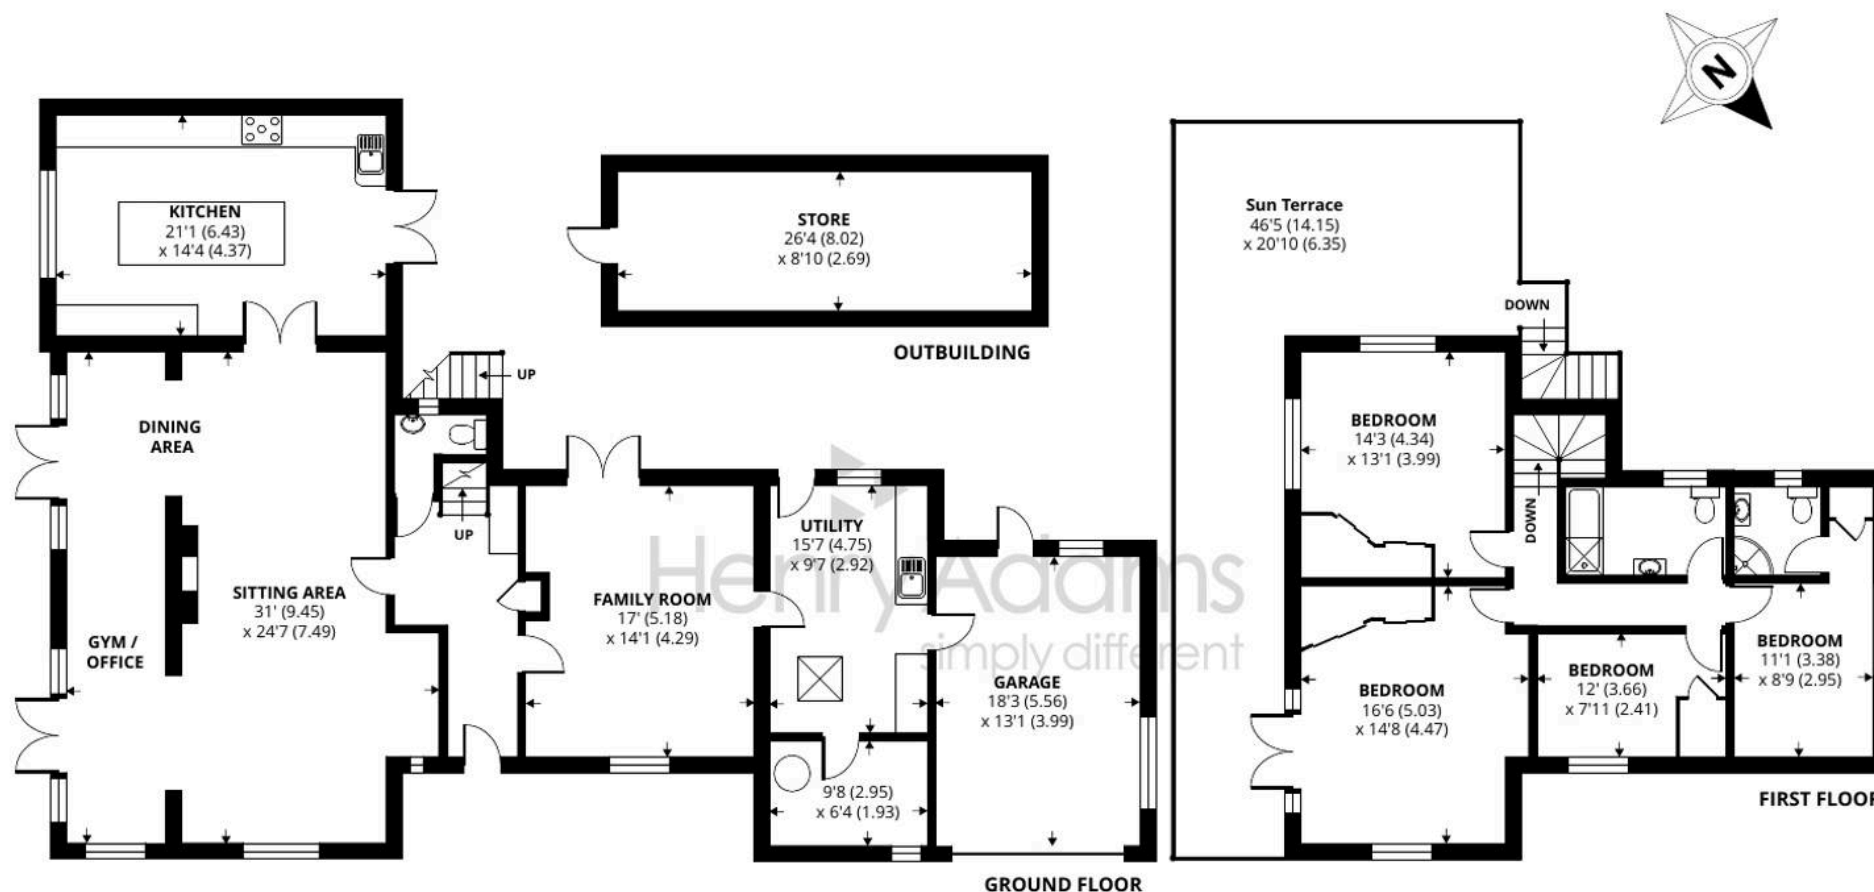 N
KITCHEN
21'1 (6.43)
x 14'4 (4.37)
STORE
26'4 (8.02)
x 8'10 (2.69)
OUTBUILDING
Sun Terrace
46'5 (14.15)
x 20'10 (6.35)
DOWN
UP
DINING
AREA
UP
SITTING AREA
31' (9.45)
x 24'7 (7.49)
GYM /
OFFICE
FAMILY ROOM
17' (5.18)
x 14'1 (4.29)
UTILITY
15'7 (4.75)
x 9'7 (2.92)
GARAGE
18'3 (5.56)
x 13'1 (3.99)
9'8 (2.95)
x 6'4 (1.93)
GROUND FLOOR
Henry Adams
simply different
BEDROOM
14'3 (4.34)
x 13'1 (3.99)
DOWN
BEDROOM
16'6 (5.03)
x 14'8 (4.47)
BEDROOM
12' (3.66)
x 7'11 (2.41)
BEDROOM
11'1 (3.38)
x 8'9 (2.95)
FIRST FLOOR